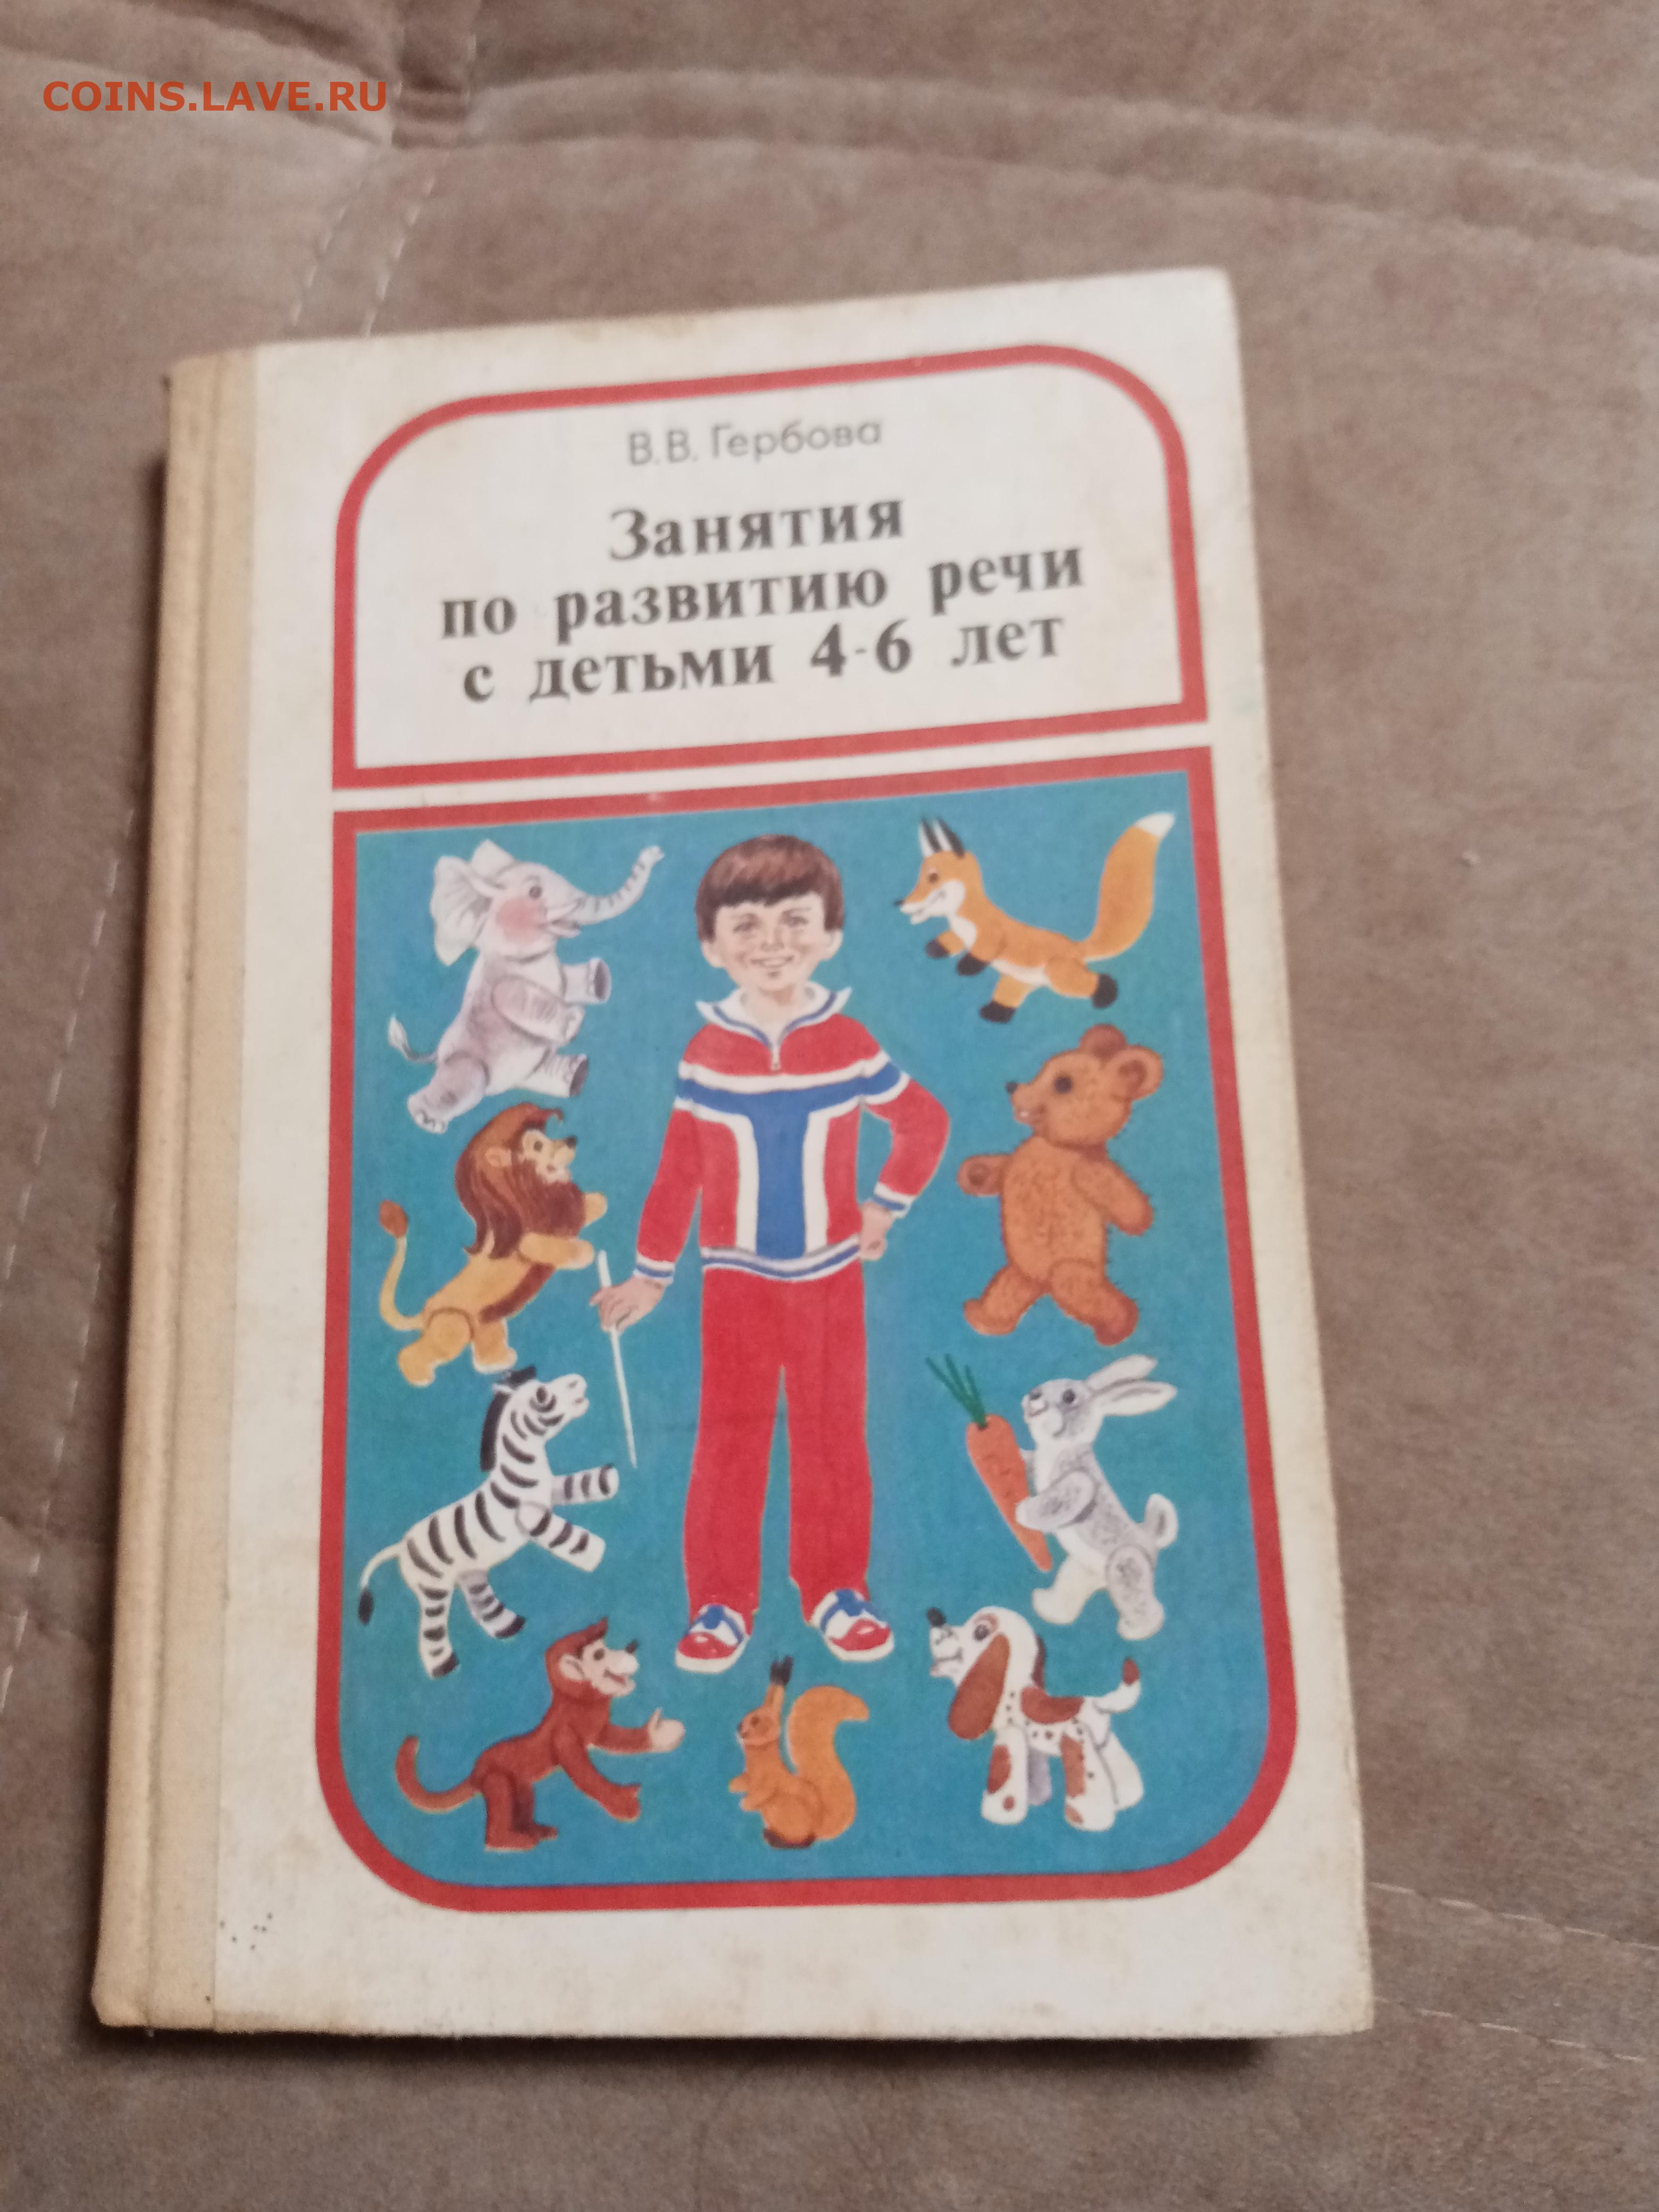 COINS.LAVE.RU
В. В. Гербова
Занятия
по развитию речи
с детьми 4-6 лет